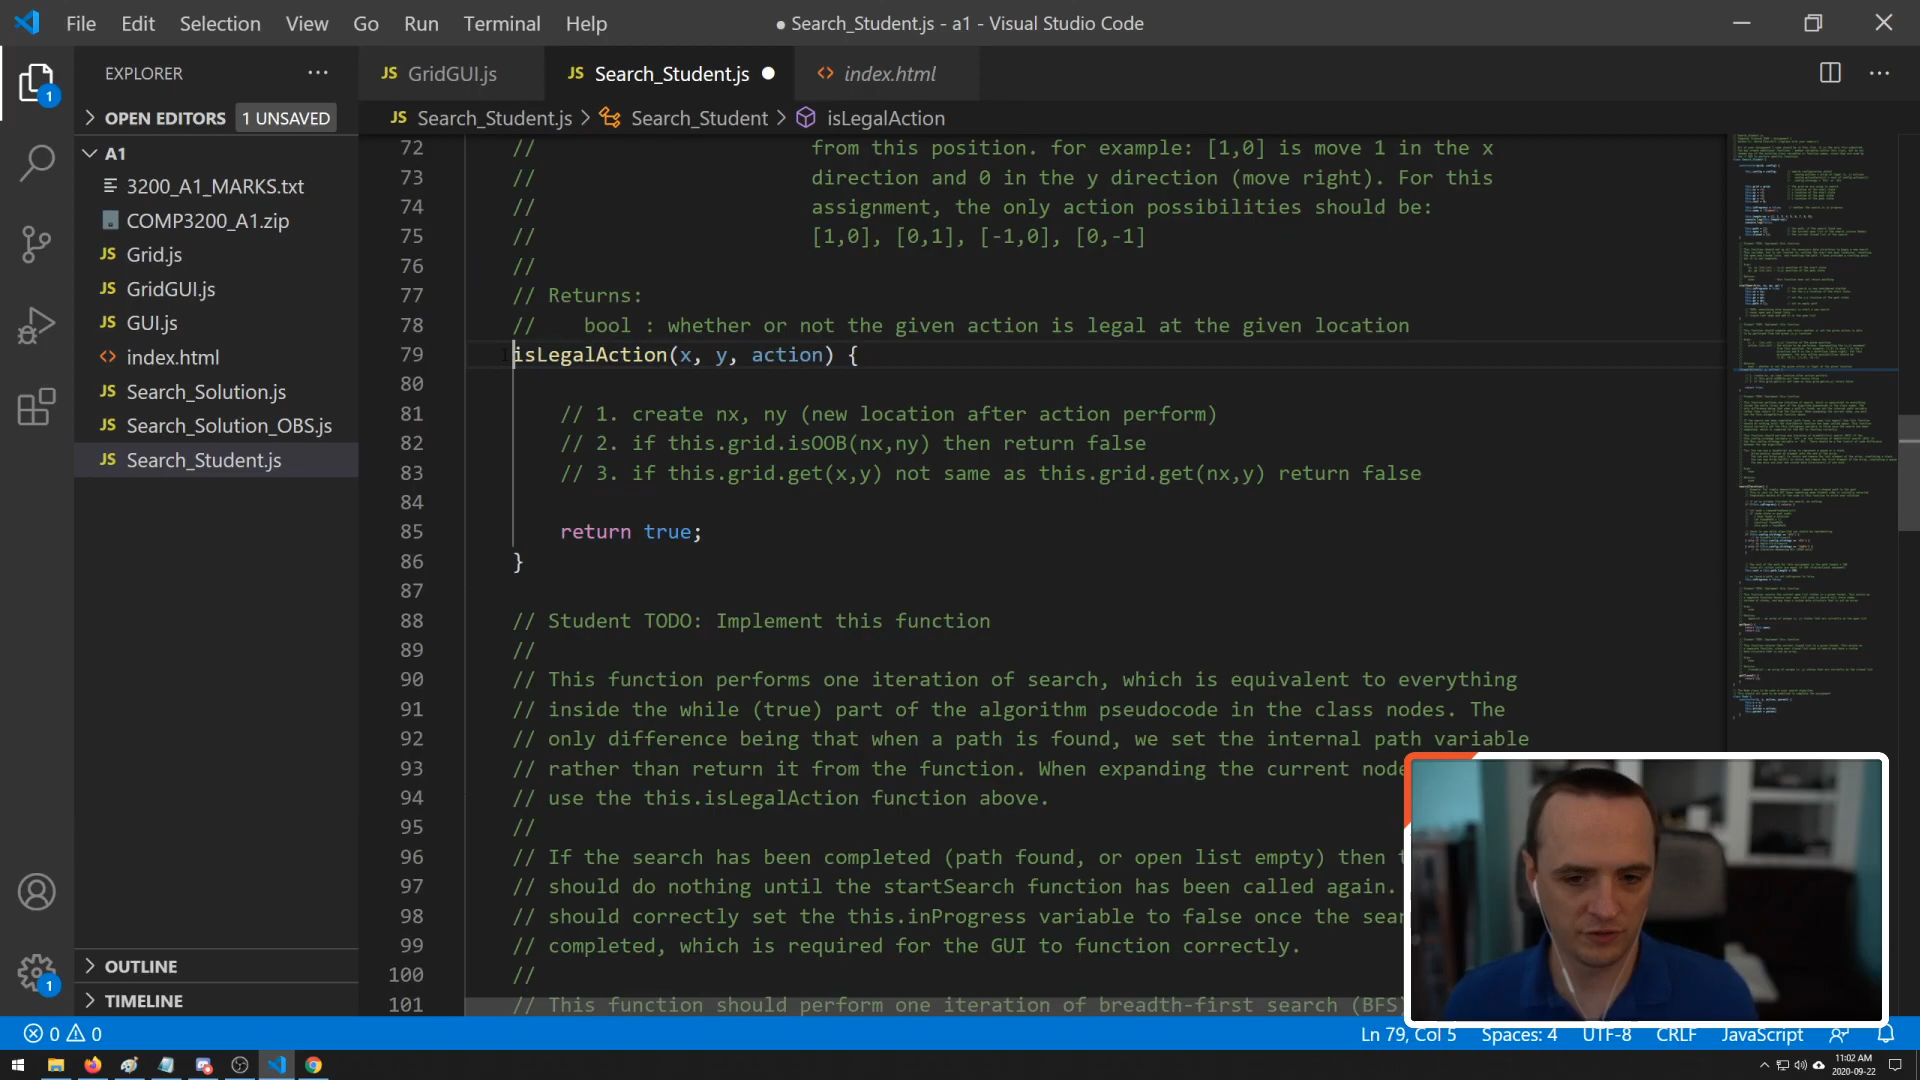 File Edit Selection View Go Run Terminal Help
● Search_Student.js - a1 - Visual Studio Code
EXPLORER
JS GridGUI.js
JS Search_Student.js
<> index.html
OPEN EDITORS 1 UNSAVED
JS Search_Student.js > Search_Student > isLegalAction
A1
3200_A1_MARKS.txt
COMP3200_A1.zip
JS Grid.js
JS GridGUI.js
JS GUI.js
<> index.html
JS Search_Solution.js
JS Search_Solution_OBS.js
JS Search_Student.js
OUTLINE
TIMELINE
1
1
72 // from this position. for example: [1,0] is move 1 in the x
73 // direction and 0 in the y direction (move right). For this
74 // assignment, the only action possibilities should be:
75 // [1,0], [0,1], [-1,0], [0,-1]
76 //
77 // Returns:
78 // bool : whether or not the given action is legal at the given location
79 isLegalAction(x, y, action) {
80
81 // 1. create nx, ny (new location after action perform)
82 // 2. if this.grid.isOOB(nx,ny) then return false
83 // 3. if this.grid.get(x,y) not same as this.grid.get(nx,y) return false
84
85 return true;
86 }
87
88 // Student TODO: Implement this function
89 //
90 // This function performs one iteration of search, which is equivalent to everything
91 // inside the while (true) part of the algorithm pseudocode in the class nodes. The
92 // only difference being that when a path is found, we set the internal path variable
93 // rather than return it from the function. When expanding the current node
94 // use the this.isLegalAction function above.
95 //
96 // If the search has been completed (path found, or open list empty) then
97 // should do nothing until the startSearch function has been called again.
98 // should correctly set the this.inProgress variable to false once the
99 // completed, which is required for the GUI to function correctly.
100 //
101 // This function should perform one iteration of breadth-first search (BFS)
0 0
Ln 79, Col 5 Spaces: 4 UTF-8 CRLF JavaScript
11:02 AM
2020-09-22